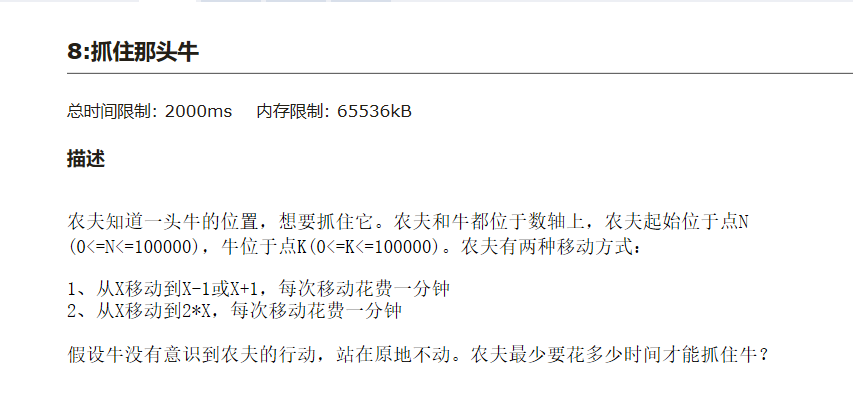 8:抓住那头牛
总时间限制: 2000ms 内存限制: 65536kB
描述
农夫知道一头牛的位置，想要抓住它。农夫和牛都位于数轴上，农夫起始位于点N
(0<=N<=100000)，牛位于点K(0<=K<=100000)。农夫有两种移动方式：
1、从X移动到X-1或X+1，每次移动花费一分钟
2、从X移动到2*X，每次移动花费一分钟
假设牛没有意识到农夫的行动，站在原地不动。农夫最少要花多少时间才能抓住牛？